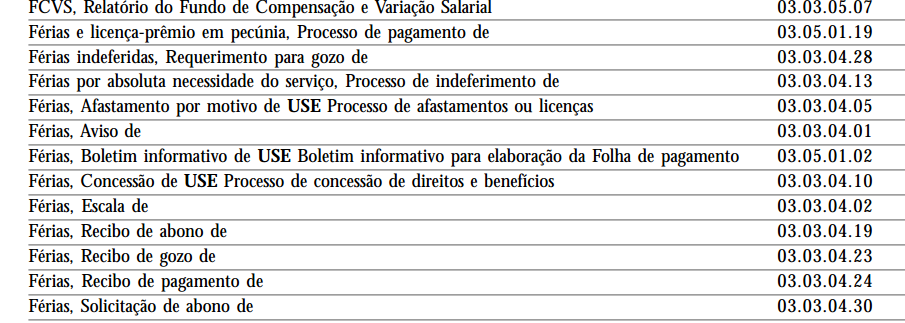 FCVS, Relatório do Fundo de Compensação e Variação Salarial 03.03.05.07
Férias e licença-prêmio em pecúnia, Processo de pagamento de 03.05.01.19
Férias indeferidas, Requerimento para gozo de 03.03.04.28
Férias por absoluta necessidade do serviço, Processo de indeferimento de 03.03.04.13
Férias, Afastamento por motivo de USE Processo de afastamentos ou licenças 03.03.04.05
Férias, Aviso de 03.03.04.01
Férias, Boletim informativo de USE Boletim informativo para elaboração da Folha de pagamento 03.05.01.02
Férias, Concessão de USE Processo de concessão de direitos e benefícios 03.03.04.10
Férias, Escala de 03.03.04.02
Férias, Recibo de abono de 03.03.04.19
Férias, Recibo de gozo de 03.03.04.23
Férias, Recibo de pagamento de 03.03.04.24
Férias, Solicitação de abono de 03.03.04.30